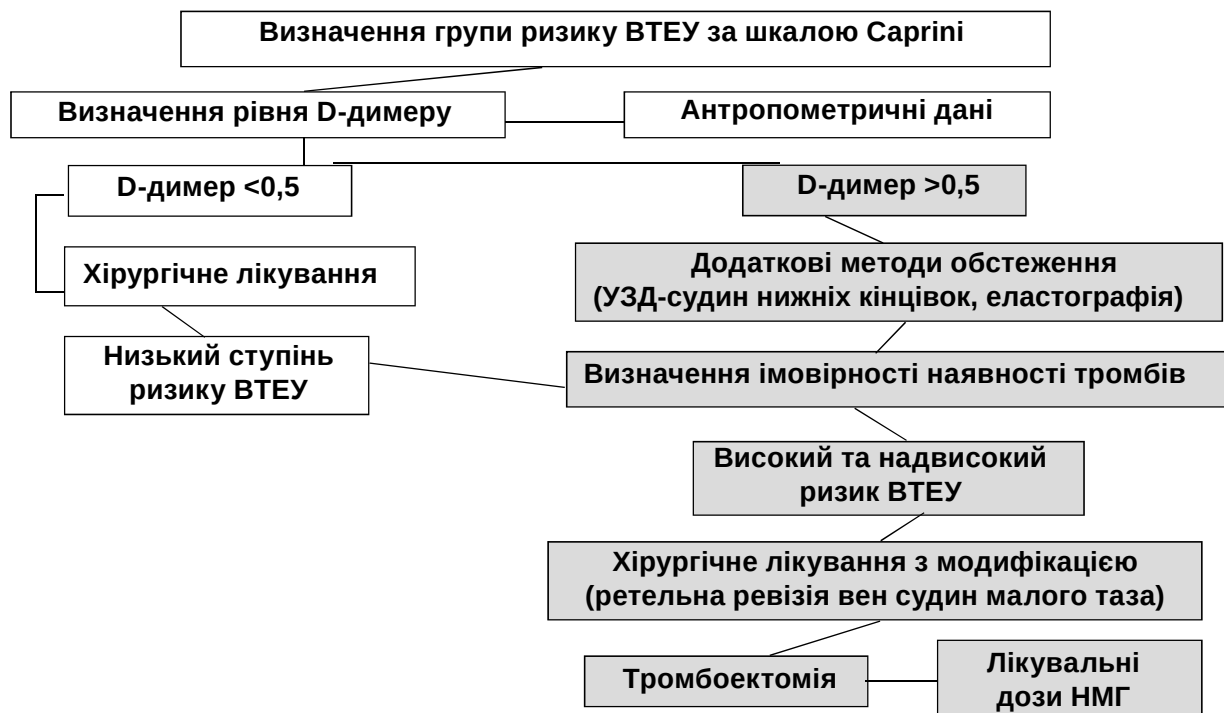 Визначення групи ризику ВТЕУ за шкалою Caprini
Визначення рівня D-димеру
Антропометричні дані
D-димер <0,5
D-димер >0,5
Хірургічне лікування
Додаткові методи обстеження
(УЗД-судин нижніх кінцівок, еластографія)
Низький ступінь
ризику ВТЕУ
Визначення імовірності наявності тромбів
Високий та надвисокий
ризик ВТЕУ
Хірургічне лікування з модифікацією
(ретельна ревізія вен судин малого таза)
Тромбоектомія
Лікувальні
дози НМГ